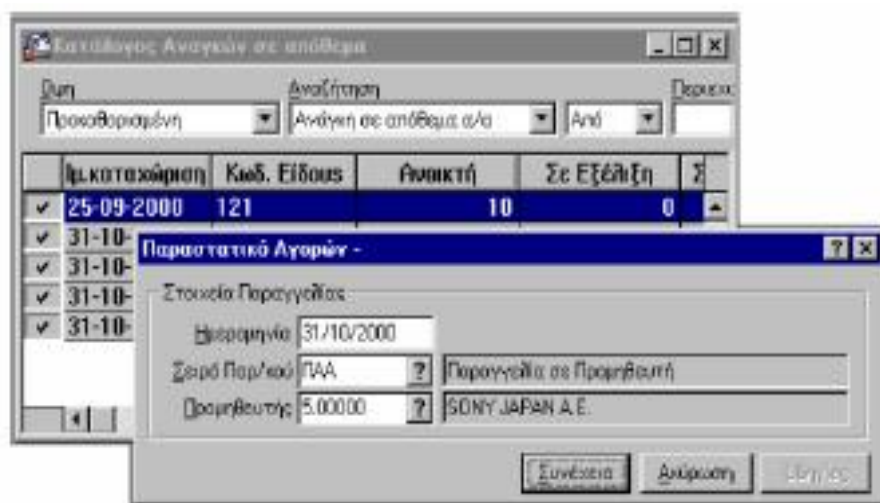 Κατάλογος Αναγκών σε απόθεμα
Όψη
Αναζήτηση
Προκαθορισμένη
Ανάγκη σε απόθεμα α/α
Από
Ημ.καταχώριση Κωδ. Είδους Ανοικτή Σε Εξέλιξη Σ
25-09-2000 121 10 0
31-10-
31-10-
31-10-
31-10-
Παραστατικό Αγορών -
Στοιχεία Παραγγελίας
Ημερομηνία 31/10/2000
Σειρά Παρ/κού ΠΑΑ ? Παραγγελία σε Προμηθευτή
Προμηθευτής 5.00000 ? SONY JAPAN A.E.
Συνέχεια Ακύρωση